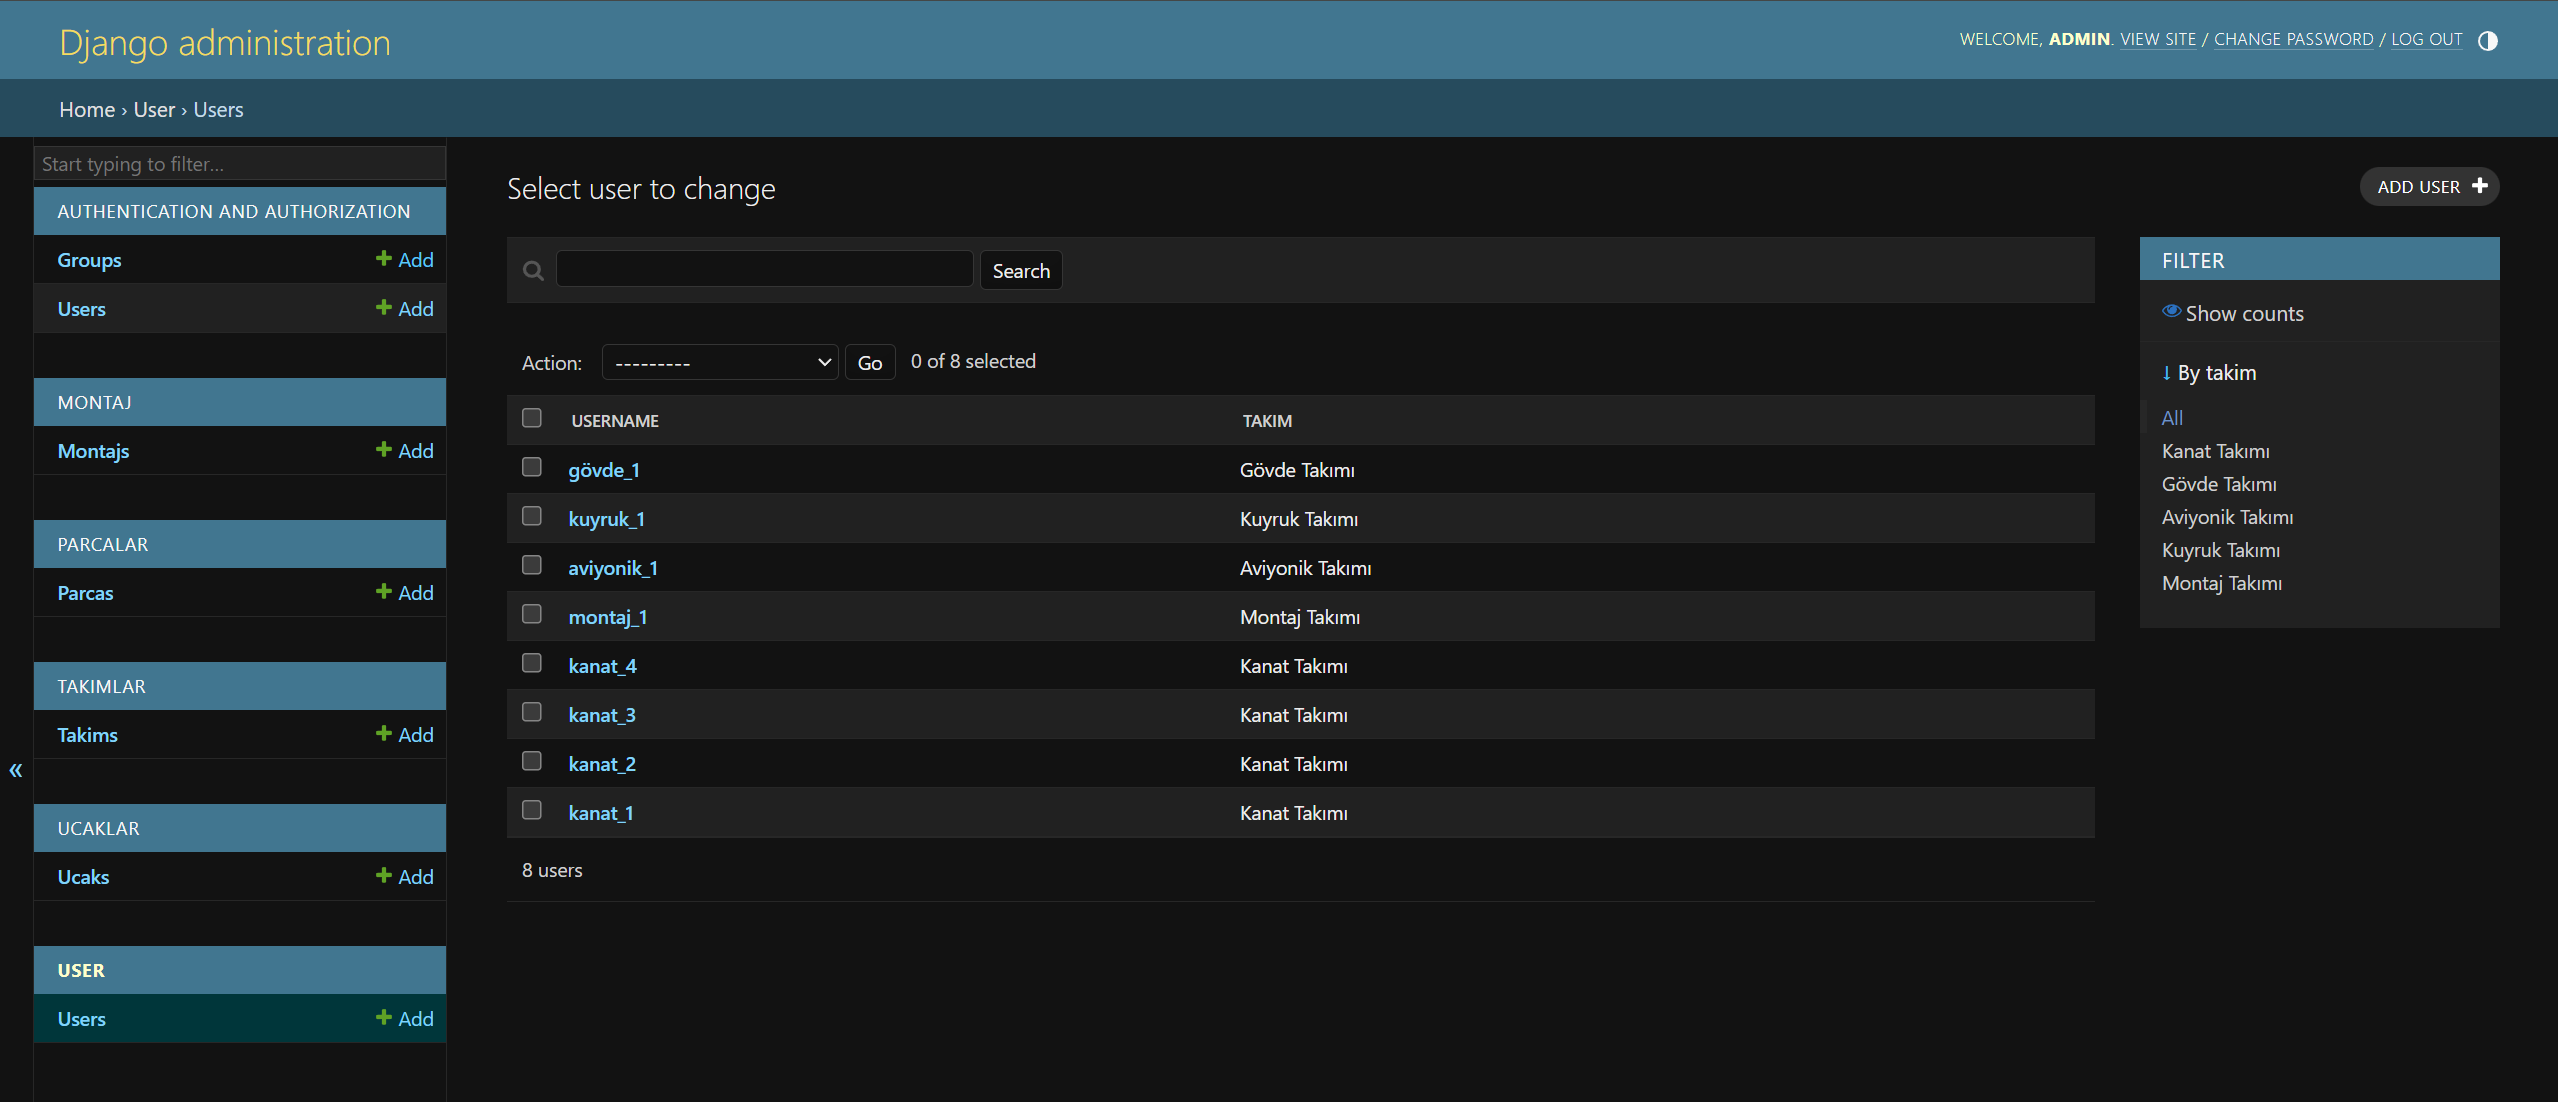 Django administration
WELCOME, ADMIN. VIEW SITE / CHANGE PASSWORD / LOG OUT
Home › User › Users
Start typing to filter...
AUTHENTICATION AND AUTHORIZATION
Groups + Add
Users + Add
MONTAJ
Montajs + Add
PARCALAR
Parcas + Add
TAKIMLAR
Takims + Add
«
UCAKLAR
Ucaks + Add
USER
Users + Add
Select user to change
ADD USER +
Search
Action: --------- Go 0 of 8 selected
USERNAME TAKIM
gövde_1 Gövde Takımı
kuyruk_1 Kuyruk Takımı
aviyonik_1 Aviyonik Takımı
montaj_1 Montaj Takımı
kanat_4 Kanat Takımı
kanat_3 Kanat Takımı
kanat_2 Kanat Takımı
kanat_1 Kanat Takımı
8 users
FILTER
Show counts
↓ By takim
All
Kanat Takımı
Gövde Takımı
Aviyonik Takımı
Kuyruk Takımı
Montaj Takımı